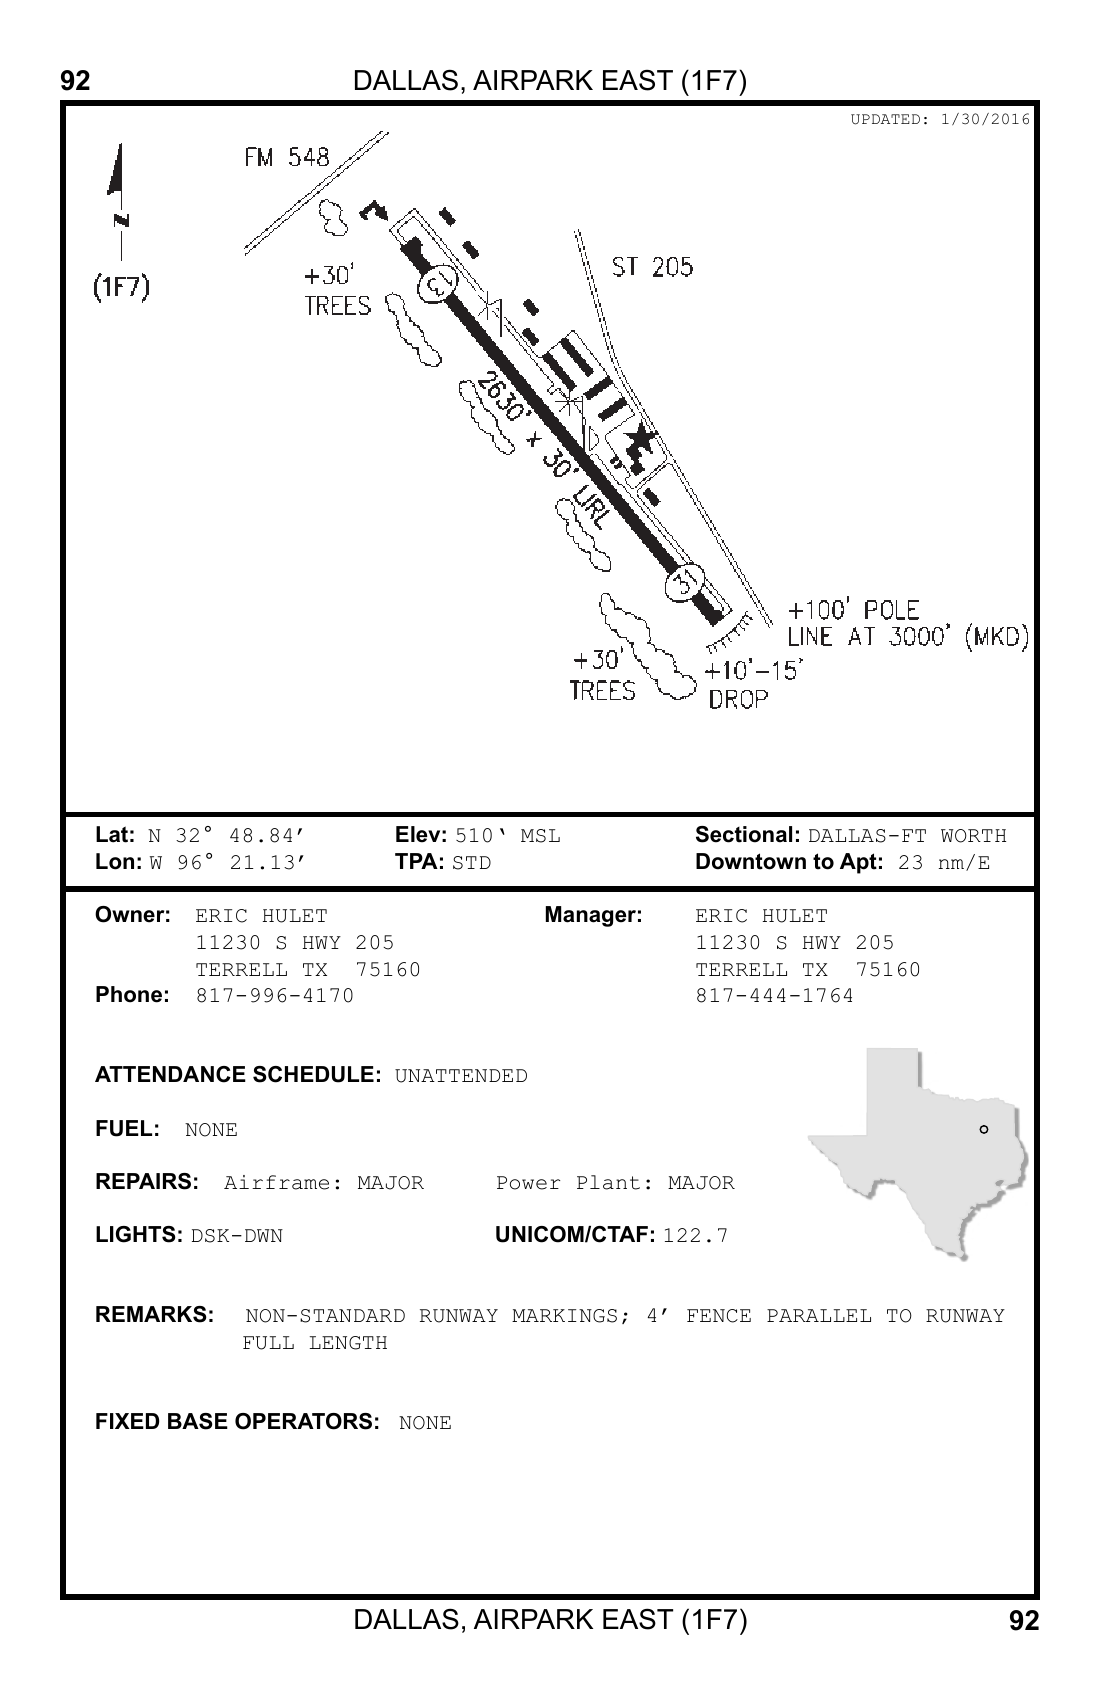 92 DALLAS, AIRPARK EAST (1F7)
UPDATED: 1/30/2016
FM 548
N
(1F7)
+30'
TREES
ST 205
13
2630' x 30' LIRL
31
+100' POLE
LINE AT 3000' (MKD)
+30'
TREES
+10'-15'
DROP
Lat: N 32° 48.84′ Elev: 510‛ MSL Sectional: DALLAS-FT WORTH
Lon: W 96° 21.13′ TPA: STD Downtown to Apt: 23 nm/E
Owner: ERIC HULET Manager: ERIC HULET
11230 S HWY 205 11230 S HWY 205
TERRELL TX 75160 TERRELL TX 75160
Phone: 817-996-4170 817-444-1764
ATTENDANCE SCHEDULE: UNATTENDED
FUEL: NONE
REPAIRS: Airframe: MAJOR Power Plant: MAJOR
LIGHTS: DSK-DWN UNICOM/CTAF: 122.7
REMARKS: NON-STANDARD RUNWAY MARKINGS; 4′ FENCE PARALLEL TO RUNWAY
FULL LENGTH
FIXED BASE OPERATORS: NONE
DALLAS, AIRPARK EAST (1F7) 92